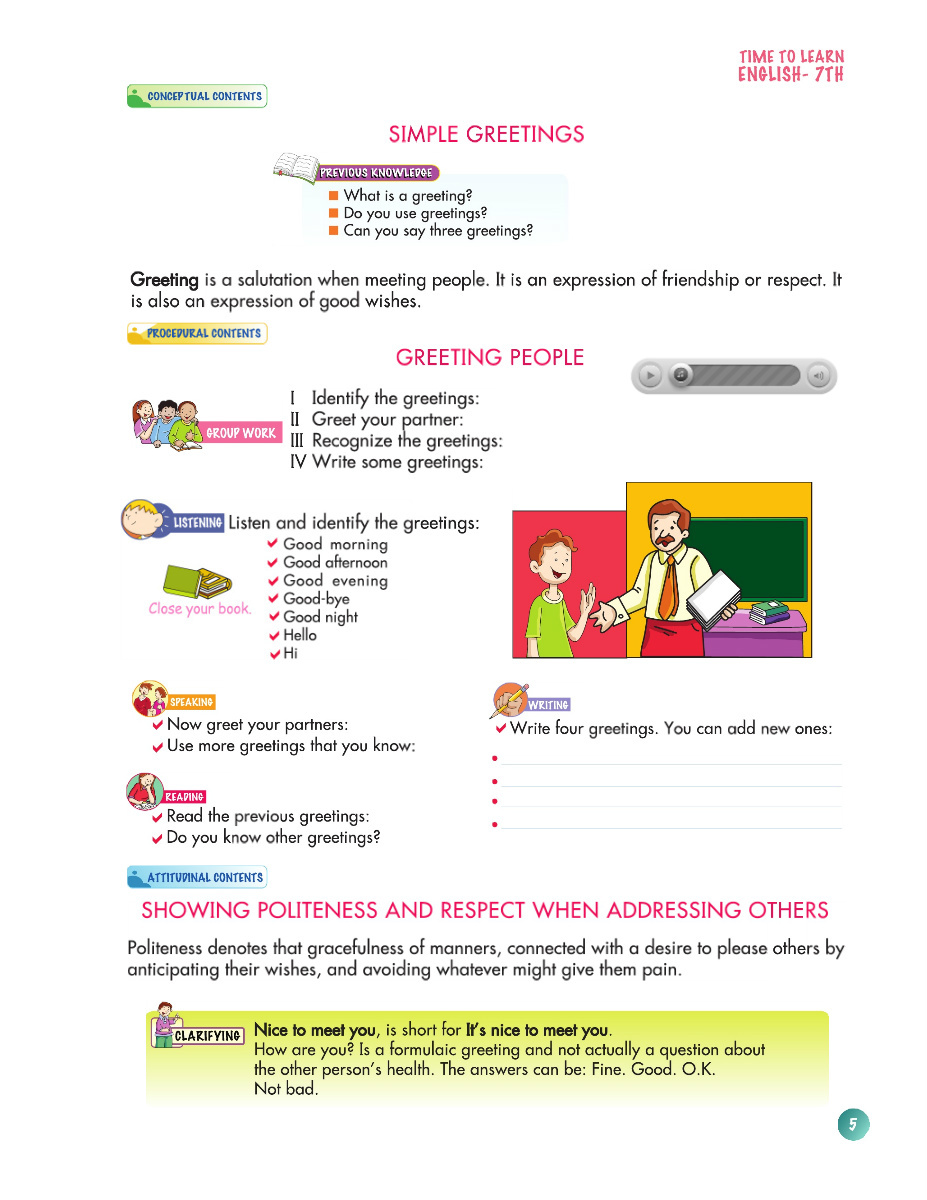 TIME TO LEARN
ENGLISH- 7TH
CONCEPTUAL CONTENTS
SIMPLE GREETINGS
PREVIOUS KNOWLEDGE
What is a greeting?
Do you use greetings?
Can you say three greetings?
Greeting is a salutation when meeting people. It is an expression of friendship or respect. It
is also an expression of good wishes.
PROCEDURAL CONTENTS
GREETING PEOPLE
GROUP WORK
I Identify the greetings:
II Greet your partner:
III Recognize the greetings:
IV Write some greetings:
LISTENING Listen and identify the greetings:
Good morning
Good afternoon
Good evening
Good-bye
Good night
Hello
Hi
Close your book.
SPEAKING
Now greet your partners:
Use more greetings that you know:
READING
Read the previous greetings:
Do you know other greetings?
WRITING
Write four greetings. You can add new ones:
ATTITUDINAL CONTENTS
SHOWING POLITENESS AND RESPECT WHEN ADDRESSING OTHERS
Politeness denotes that gracefulness of manners, connected with a desire to please others by
anticipating their wishes, and avoiding whatever might give them pain.
CLARIFYING
Nice to meet you, is short for It's nice to meet you.
How are you? Is a formulaic greeting and not actually a question about
the other person's health. The answers can be: Fine. Good. O.K.
Not bad.
5